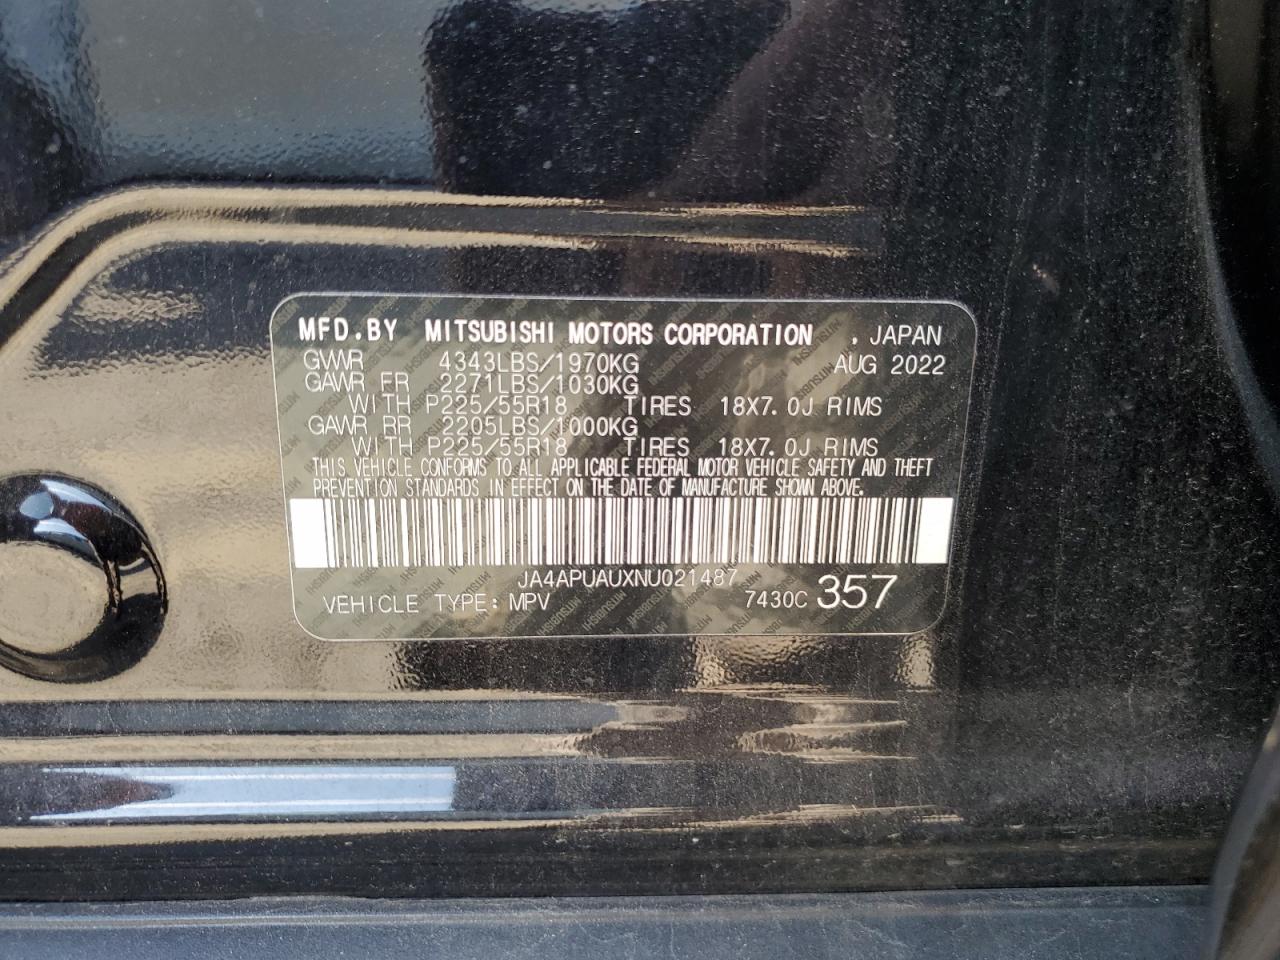 MFD.BY MITSUBISHI MOTORS CORPORATION . JAPAN
GVWR 4343LBS/1970KG AUG 2022
GAWR FR 2271LBS/1030KG
WITH P225/55R18 TIRES 18X7.0J RIMS
GAWR RR 2205LBS/1000KG
WITH P225/55R18 TIRES 18X7.0J RIMS
THIS VEHICLE CONFORMS TO ALL APPLICABLE FEDERAL MOTOR VEHICLE SAFETY AND THEFT
PREVENTION STANDARDS IN EFFECT ON THE DATE OF MANUFACTURE SHOWN ABOVE.
JA4APUAUXNU021487
VEHICLE TYPE: MPV 7430C 357